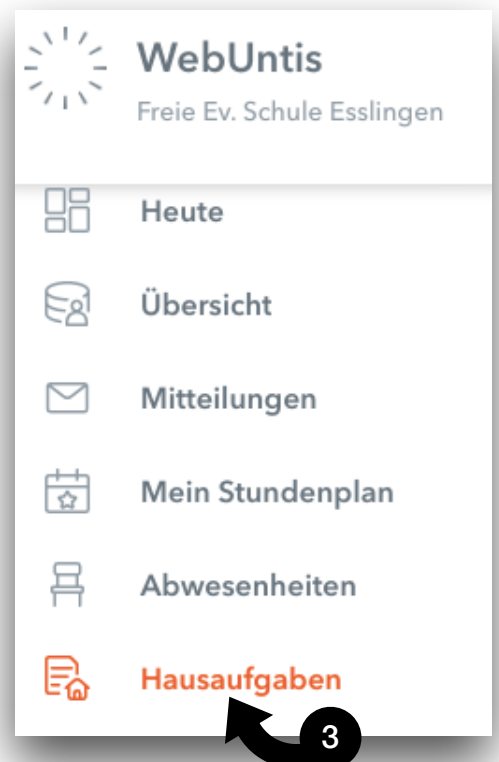 WebUntis
Freie Ev. Schule Esslingen
Heute
Übersicht
Mitteilungen
Mein Stundenplan
Abwesenheiten
Hausaufgaben
3